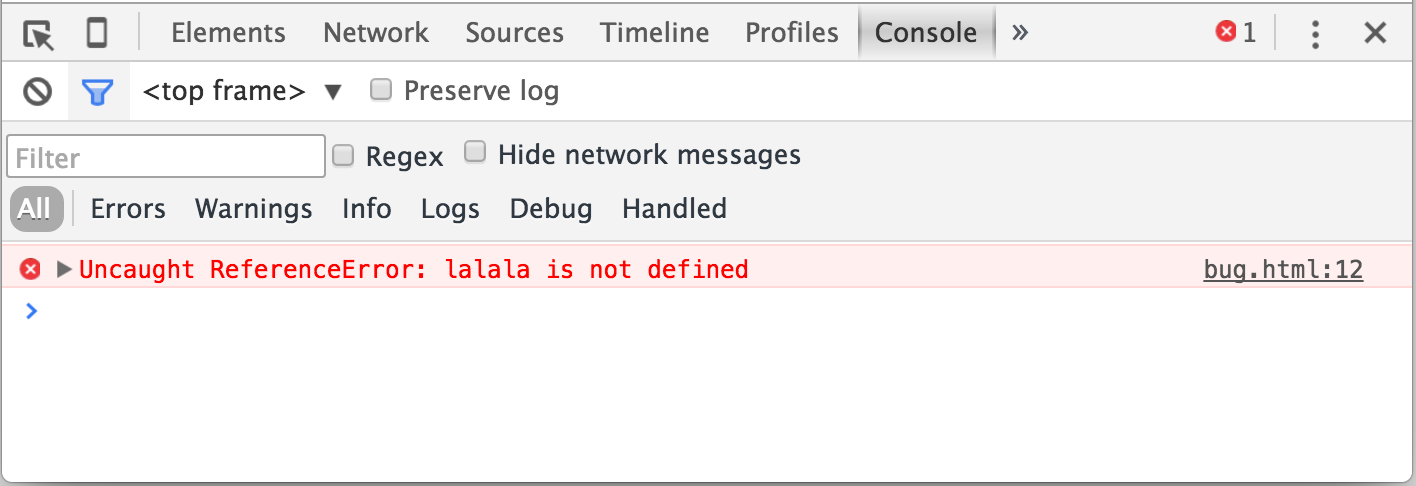 Elements Network Sources Timeline Profiles Console » 1
<top frame> ▼ Preserve log
Filter Regex Hide network messages
All Errors Warnings Info Logs Debug Handled
Uncaught ReferenceError: lalala is not defined bug.html:12